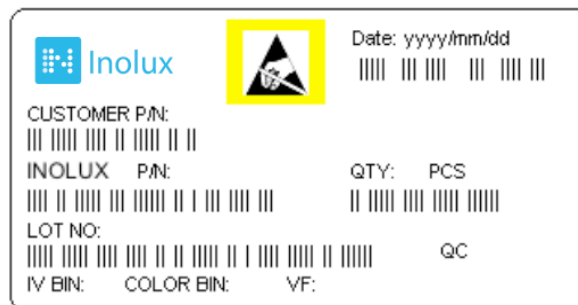 Inolux
Date: yyyy/mm/dd
CUSTOMER P/N:
INOLUX P/N: QTY: PCS
LOT NO:
QC
IV BIN: COLOR BIN: VF: